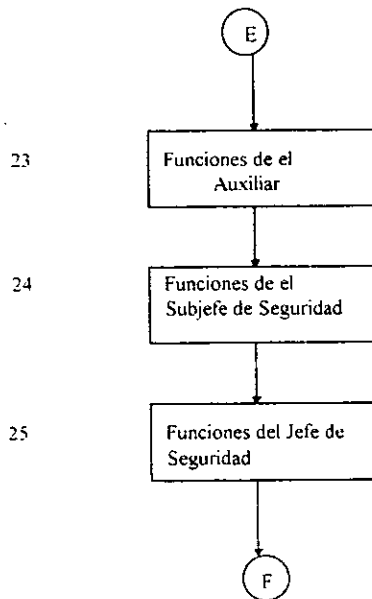 E
23
Funciones de el
Auxiliar
24
Funciones de el
Subjefe de Seguridad
25
Funciones del Jefe de
Seguridad
F